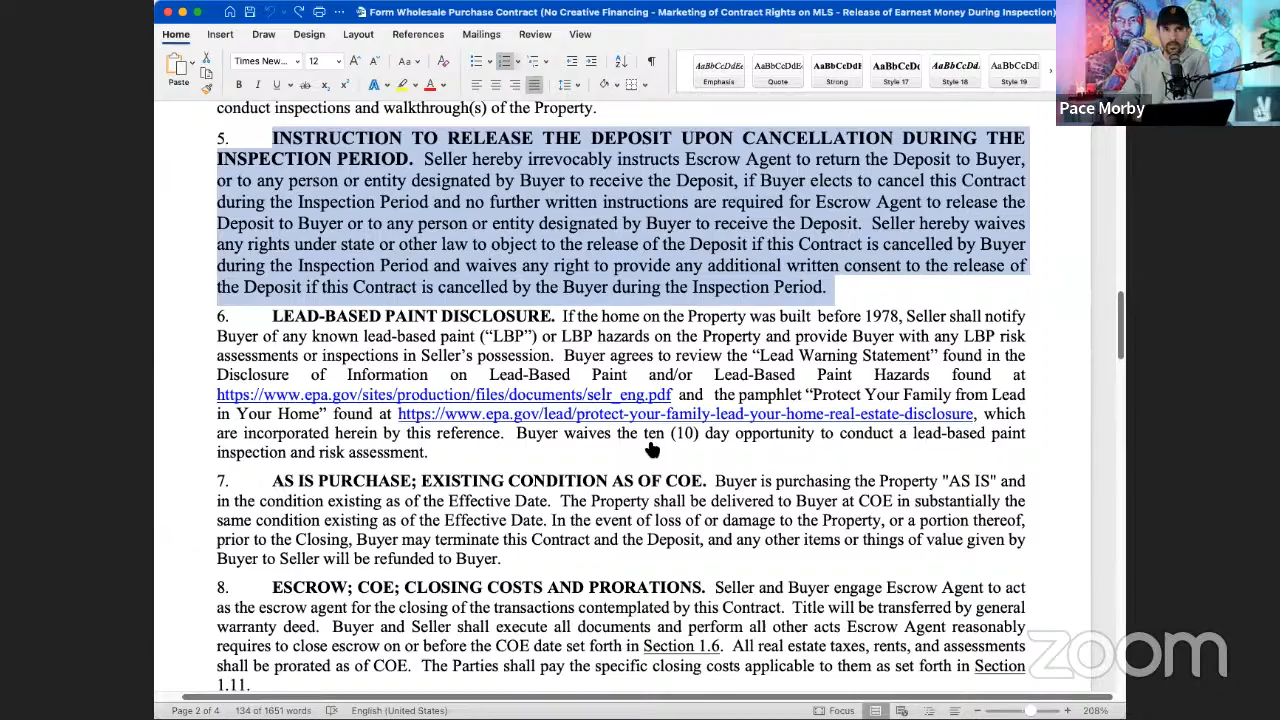 Form Wholesale Purchase Contract (No Creative Financing - Marketing of Contract Rights on MLS - Release of Earnest Money During Inspection)
Home Insert Draw Design Layout References Mailings Review View
Paste
Times New... 12
AaBbCcDdEe AaBbCcDdE AaBbCcDdE AaBbCcDc AaBbCcDd. AaBbCcDdE
Emphasis Quote Strong Style 17 Style 18 Style 19
Pace Morby
conduct inspections and walkthrough(s) of the Property.
5. INSTRUCTION TO RELEASE THE DEPOSIT UPON CANCELLATION DURING THE
INSPECTION PERIOD. Seller hereby irrevocably instructs Escrow Agent to return the Deposit to Buyer,
or to any person or entity designated by Buyer to receive the Deposit, if Buyer elects to cancel this Contract
during the Inspection Period and no further written instructions are required for Escrow Agent to release the
Deposit to Buyer or to any person or entity designated by Buyer to receive the Deposit. Seller hereby waives
any rights under state or other law to object to the release of the Deposit if this Contract is cancelled by Buyer
during the Inspection Period and waives any right to provide any additional written consent to the release of
the Deposit if this Contract is cancelled by the Buyer during the Inspection Period.
6. LEAD-BASED PAINT DISCLOSURE. If the home on the Property was built before 1978, Seller shall notify
Buyer of any known lead-based paint (“LBP”) or LBP hazards on the Property and provide Buyer with any LBP risk
assessments or inspections in Seller’s possession. Buyer agrees to review the “Lead Warning Statement” found in the
Disclosure of Information on Lead-Based Paint and/or Lead-Based Paint Hazards found at
https://www.epa.gov/sites/production/files/documents/selr_eng.pdf and the pamphlet “Protect Your Family from Lead
in Your Home” found at https://www.epa.gov/lead/protect-your-family-lead-your-home-real-estate-disclosure, which
are incorporated herein by this reference. Buyer waives the ten (10) day opportunity to conduct a lead-based paint
inspection and risk assessment.
7. AS IS PURCHASE; EXISTING CONDITION AS OF COE. Buyer is purchasing the Property "AS IS" and
in the condition existing as of the Effective Date. The Property shall be delivered to Buyer at COE in substantially the
same condition existing as of the Effective Date. In the event of loss of or damage to the Property, or a portion thereof,
prior to the Closing, Buyer may terminate this Contract and the Deposit, and any other items or things of value given by
Buyer to Seller will be refunded to Buyer.
8. ESCROW; COE; CLOSING COSTS AND PRORATIONS. Seller and Buyer engage Escrow Agent to act
as the escrow agent for the closing of the transactions contemplated by this Contract. Title will be transferred by general
warranty deed. Buyer and Seller shall execute all documents and perform all other acts Escrow Agent reasonably
requires to close escrow on or before the COE date set forth in Section 1.6. All real estate taxes, rents, and assessments
shall be prorated as of COE. The Parties shall pay the specific closing costs applicable to them as set forth in Section
1.11.
zoom
Page 2 of 4 134 of 1651 words English (United States) Focus 208%